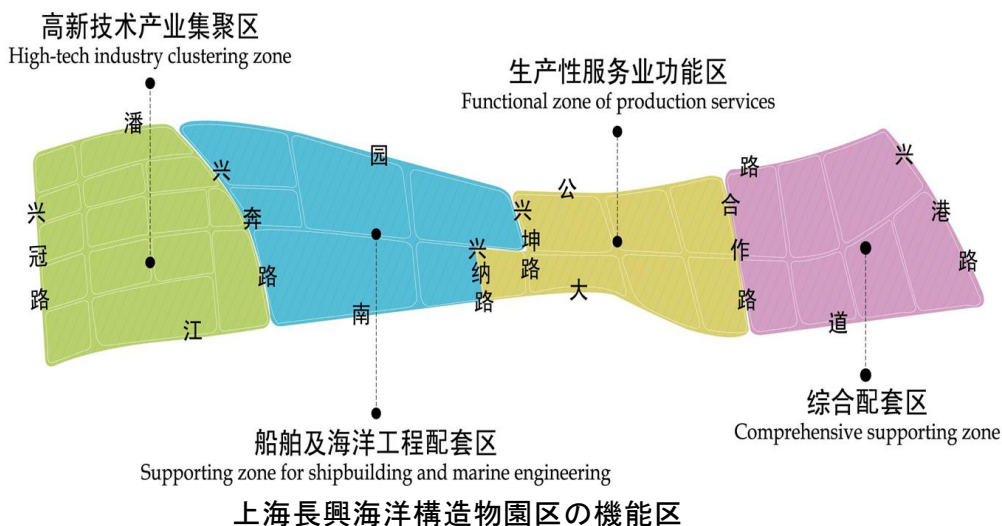 高新技术产业集聚区
High-tech industry clustering zone
生产性服务业功能区
Functional zone of production services
潘园公路
兴冠路
兴奔路
兴坤路
兴纳路
合作路
兴港路
江南大道
综合配套区
Comprehensive supporting zone
船舶及海洋工程配套区
Supporting zone for shipbuilding and marine engineering
上海長興海洋構造物園区の機能区